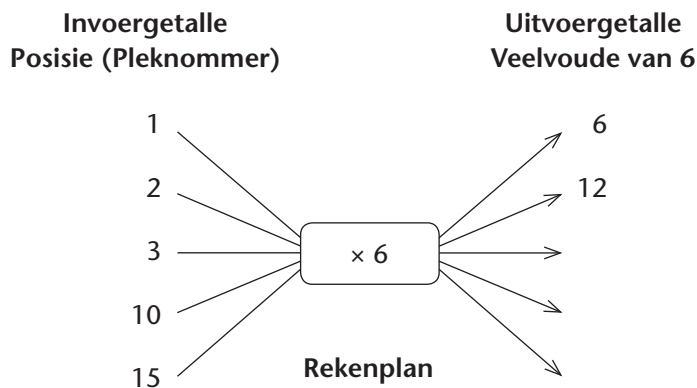 Invoergetalle
Posisie (Pleknommer)
Uitvoergetalle
Veelvoude van 6
1
6
2
12
3
× 6
10
15
Rekenplan